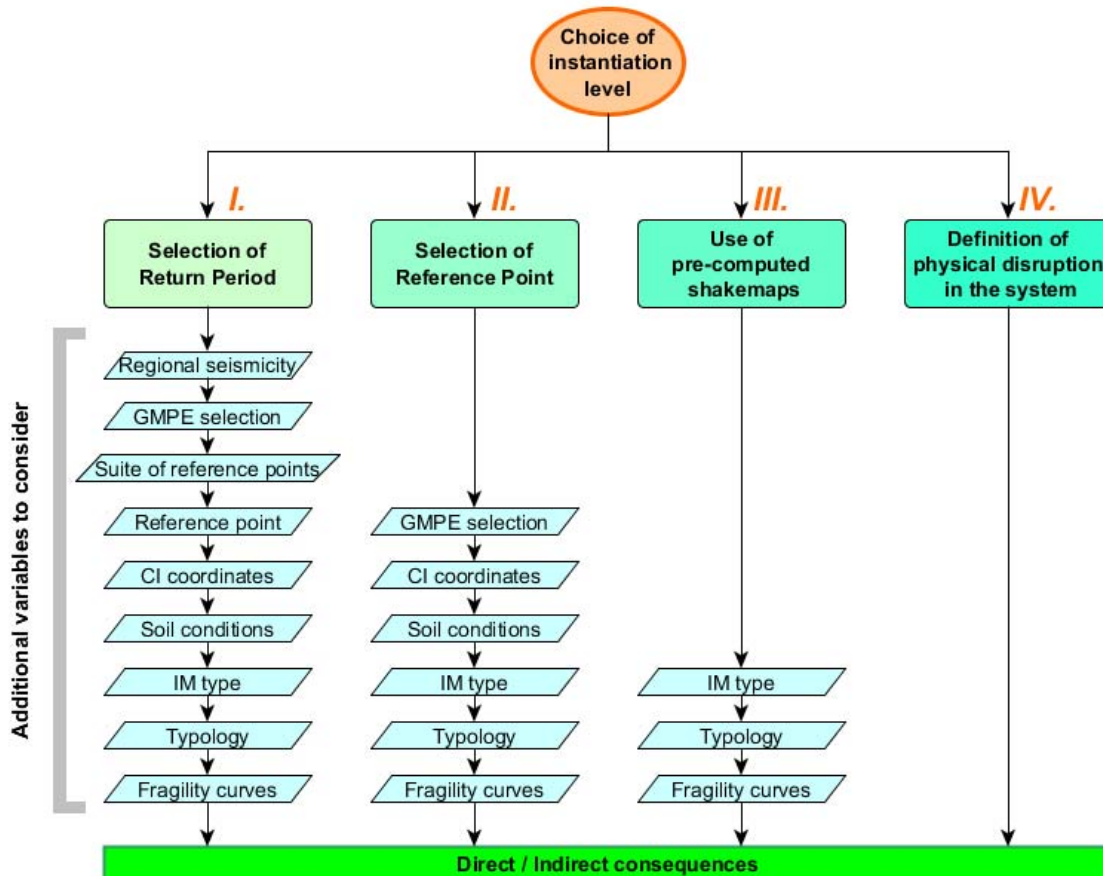 Choice of
instantiation
level
I.
Selection of
Return Period
II.
Selection of
Reference Point
III.
Use of
pre-computed
shakemaps
IV.
Definition of
physical disruption
in the system
Additional variables to consider
Regional seismicity
GMPE selection
Suite of reference points
Reference point
CI coordinates
Soil conditions
IM type
Typology
Fragility curves
GMPE selection
CI coordinates
Soil conditions
IM type
Typology
Fragility curves
IM type
Typology
Fragility curves
Direct / Indirect consequences